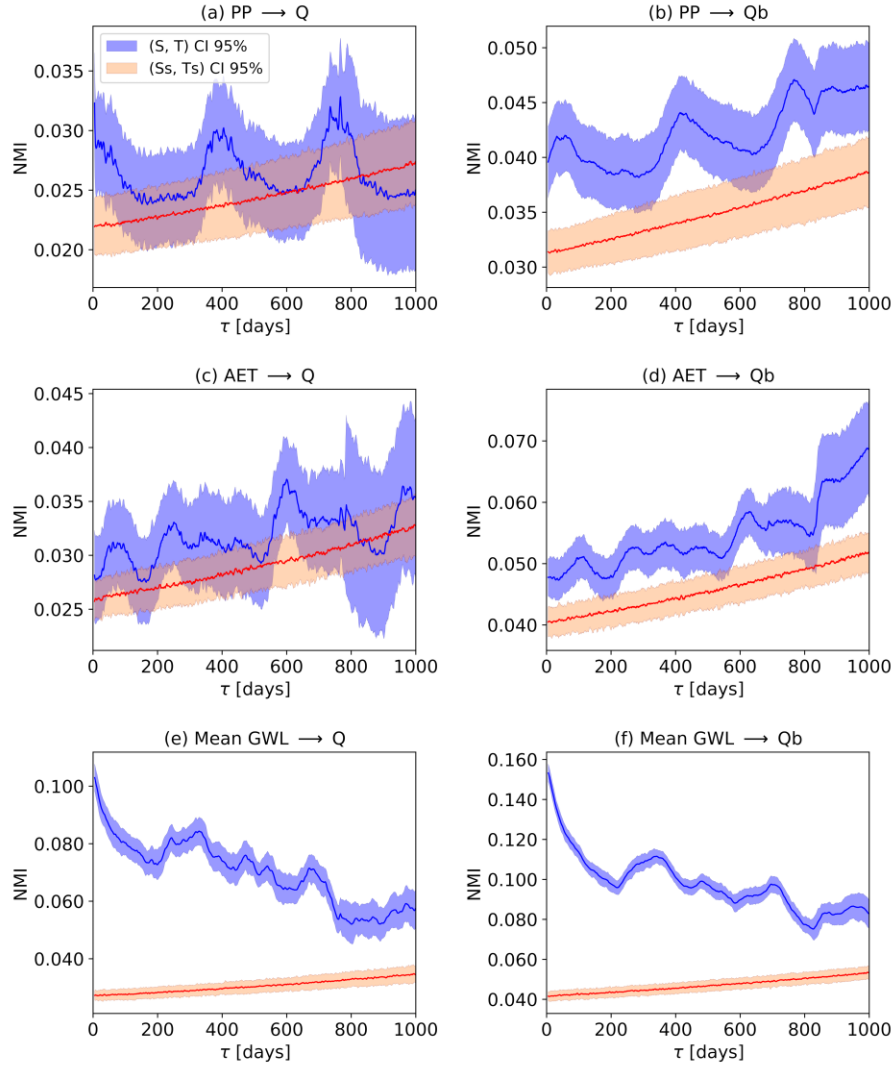 (a) PP → Q
(b) PP → Qb
(S, T) CI 95%
(Ss, Ts) CI 95%
NMI
0.035
0.030
0.025
0.020
0 200 400 600 800 1000
τ [days]
NMI
0.050
0.045
0.040
0.035
0.030
0 200 400 600 800 1000
τ [days]
(c) AET → Q
NMI
0.045
0.040
0.035
0.030
0.025
0 200 400 600 800 1000
τ [days]
(d) AET → Qb
NMI
0.070
0.060
0.050
0.040
0 200 400 600 800 1000
τ [days]
(e) Mean GWL → Q
NMI
0.100
0.080
0.060
0.040
0 200 400 600 800 1000
τ [days]
(f) Mean GWL → Qb
NMI
0.160
0.140
0.120
0.100
0.080
0.060
0.040
0 200 400 600 800 1000
τ [days]